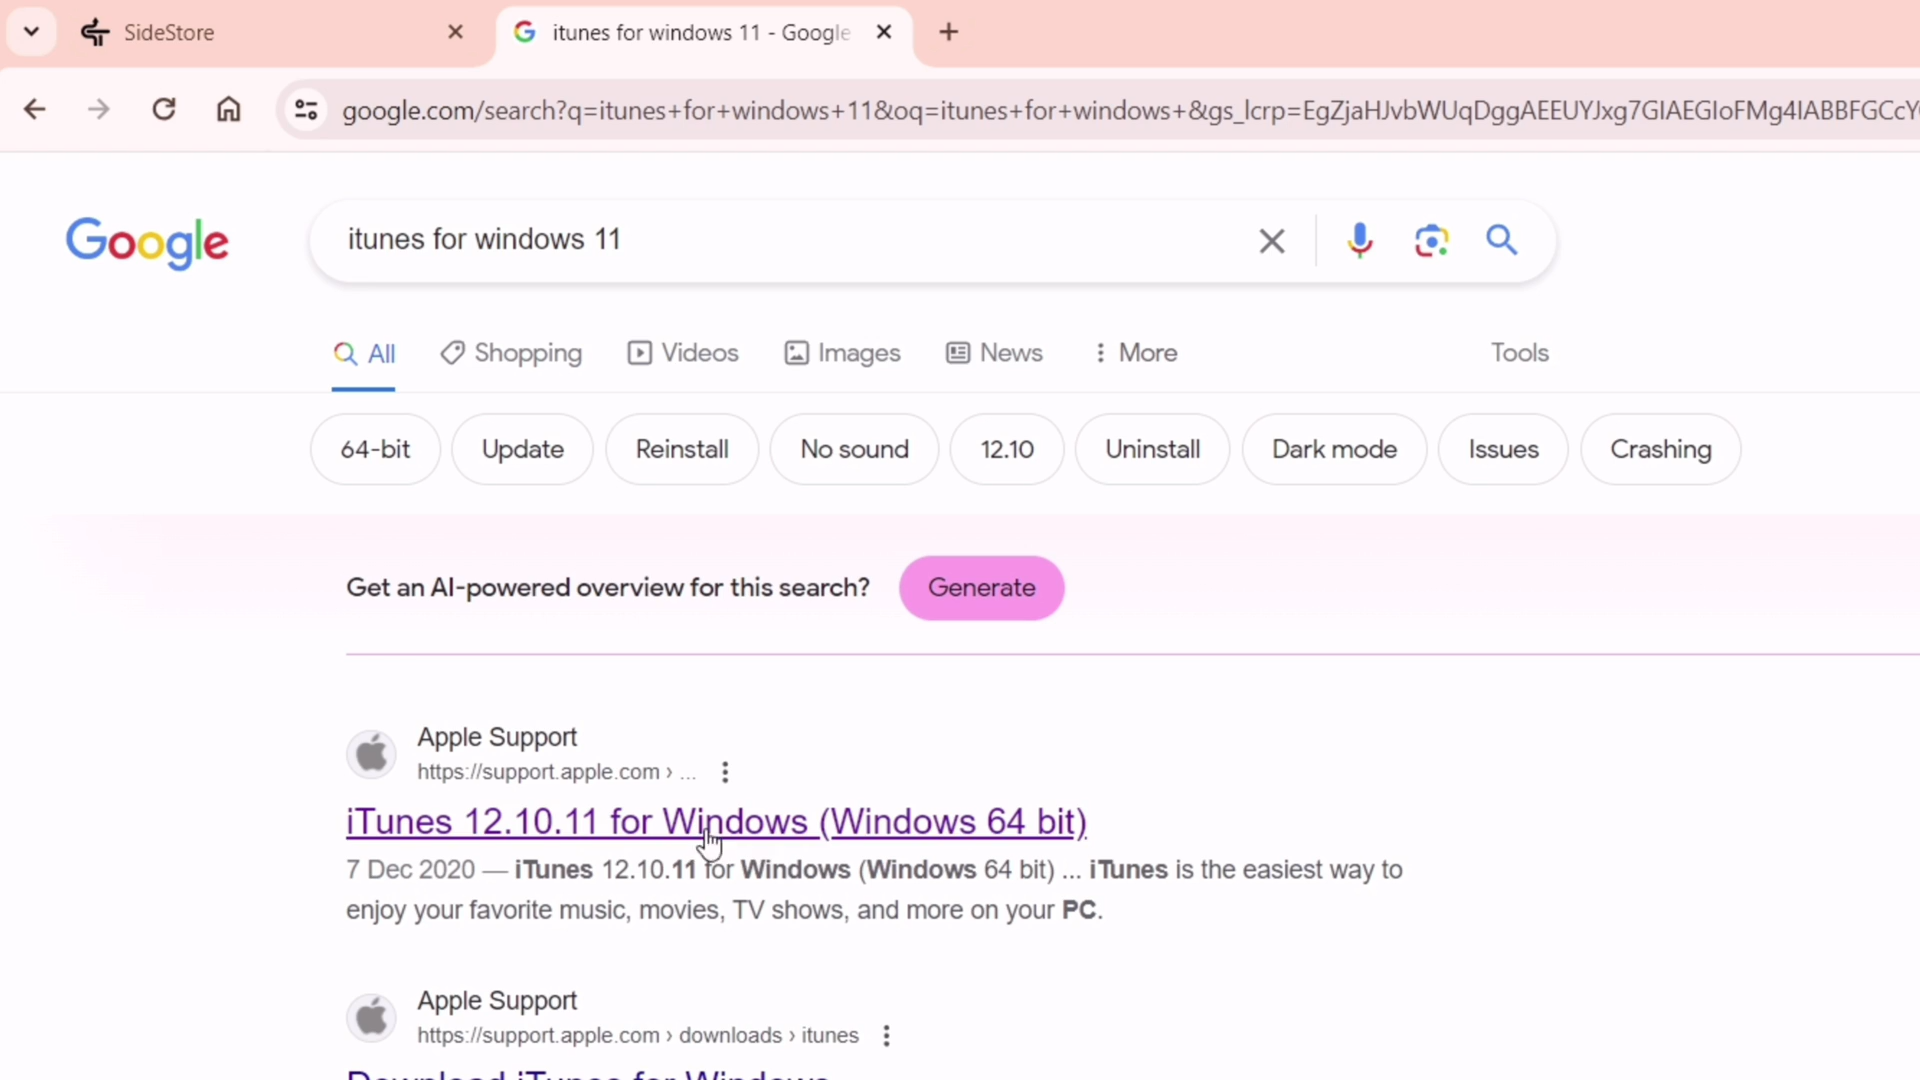 SideStore
itunes for windows 11 - Google
google.com/search?q=itunes+for+windows+11&oq=itunes+for+windows+&gs_lcrp=EgZjaHJvbWUqDggAEEUYJxg7GIAEGIoFMg4IABBFGCcY
Google
itunes for windows 11
All
Shopping
Videos
Images
News
More
Tools
64-bit
Update
Reinstall
No sound
12.10
Uninstall
Dark mode
Issues
Crashing
Get an AI-powered overview for this search?
Generate
Apple Support
https://support.apple.com › ...
iTunes 12.10.11 for Windows (Windows 64 bit)
7 Dec 2020 — iTunes 12.10.11 for Windows (Windows 64 bit) ... iTunes is the easiest way to
enjoy your favorite music, movies, TV shows, and more on your PC.
Apple Support
https://support.apple.com › downloads › itunes
Download iTunes for Windows